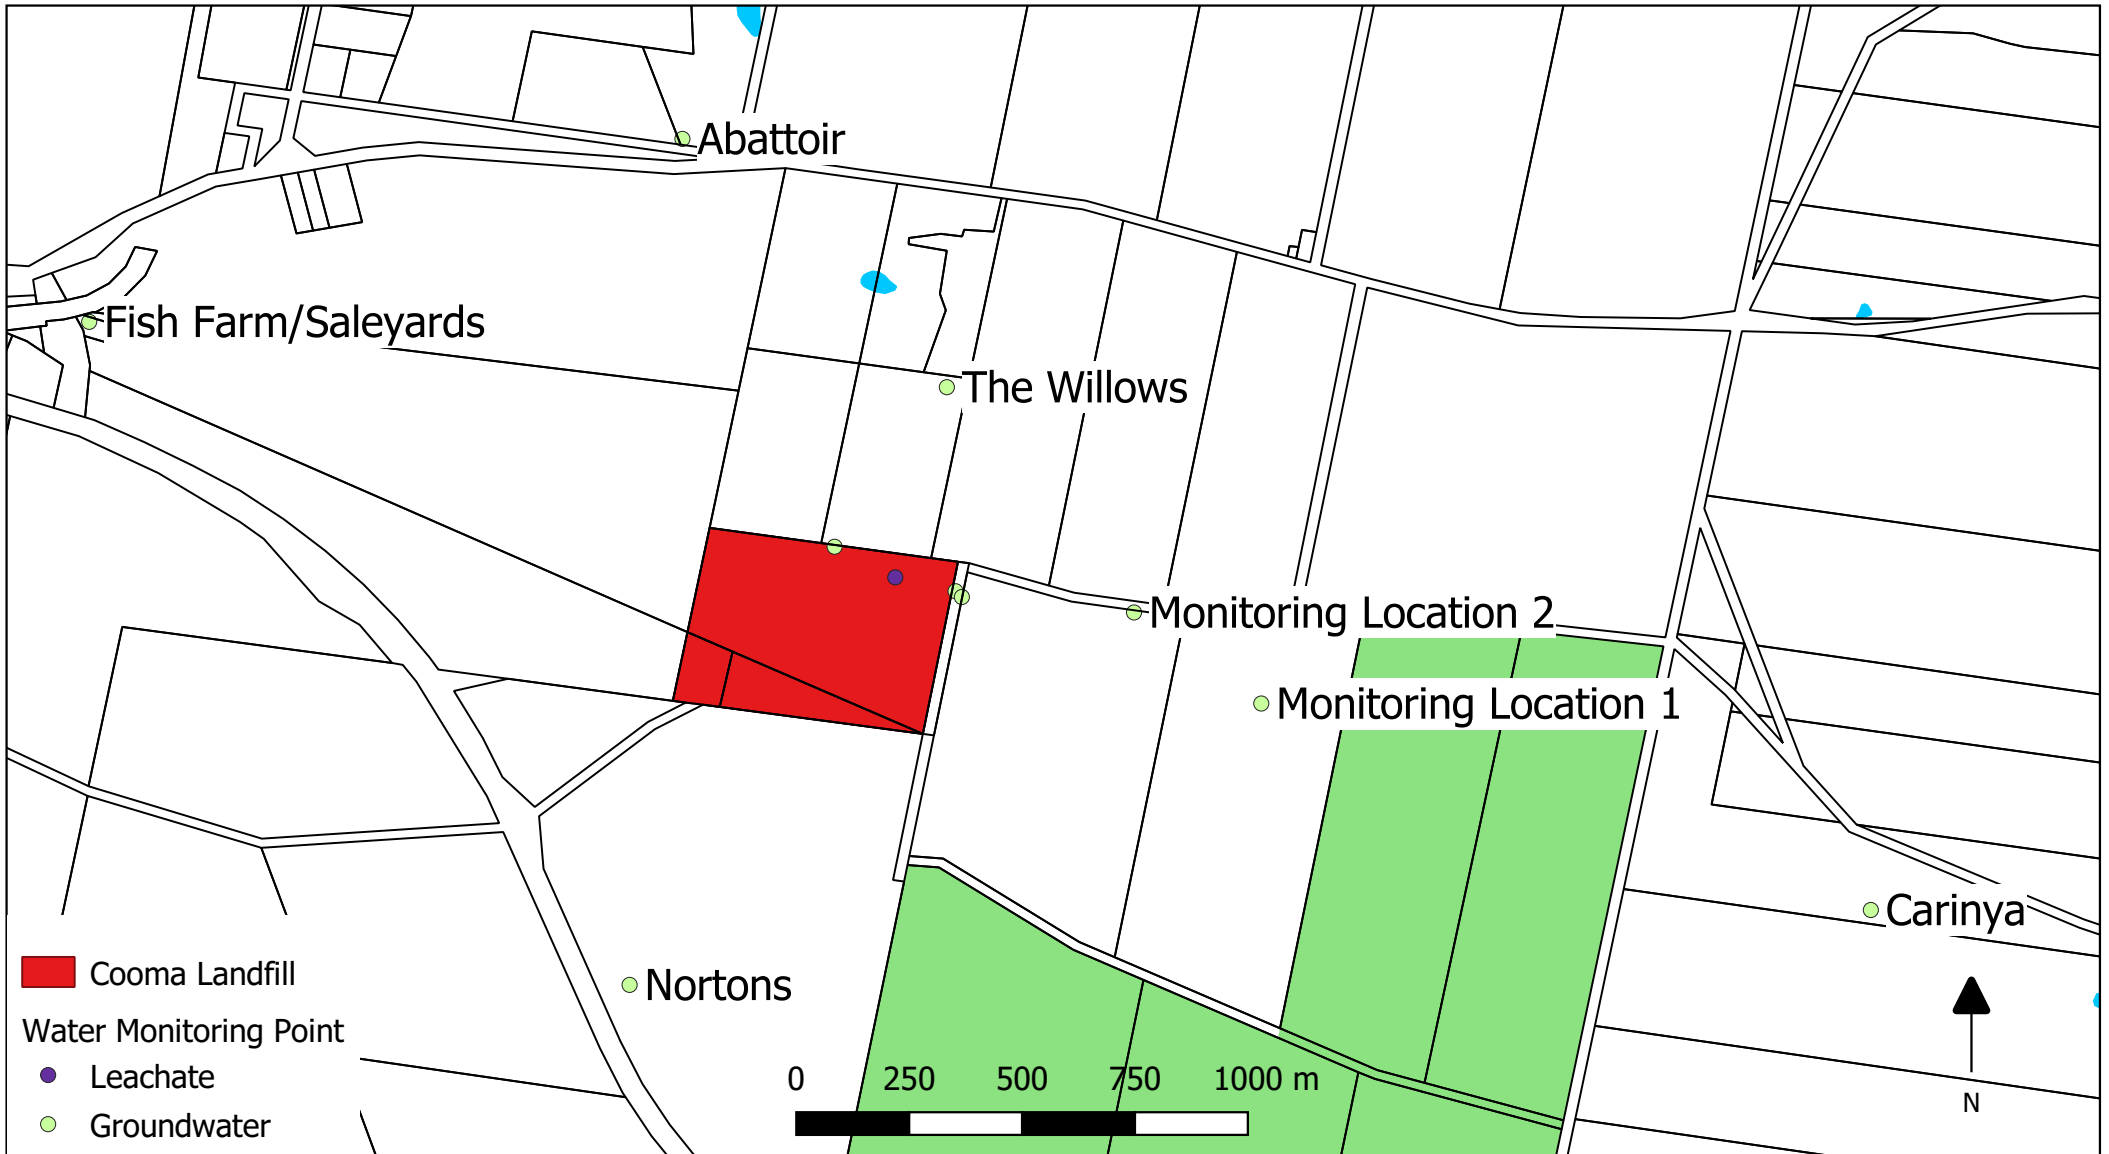 Abattoir
Fish Farm/Saleyards
The Willows
Monitoring Location 2
Monitoring Location 1
Carinya
Nortons
Cooma Landfill
Water Monitoring Point
Leachate
Groundwater
0 250 500 750 1000 m
N